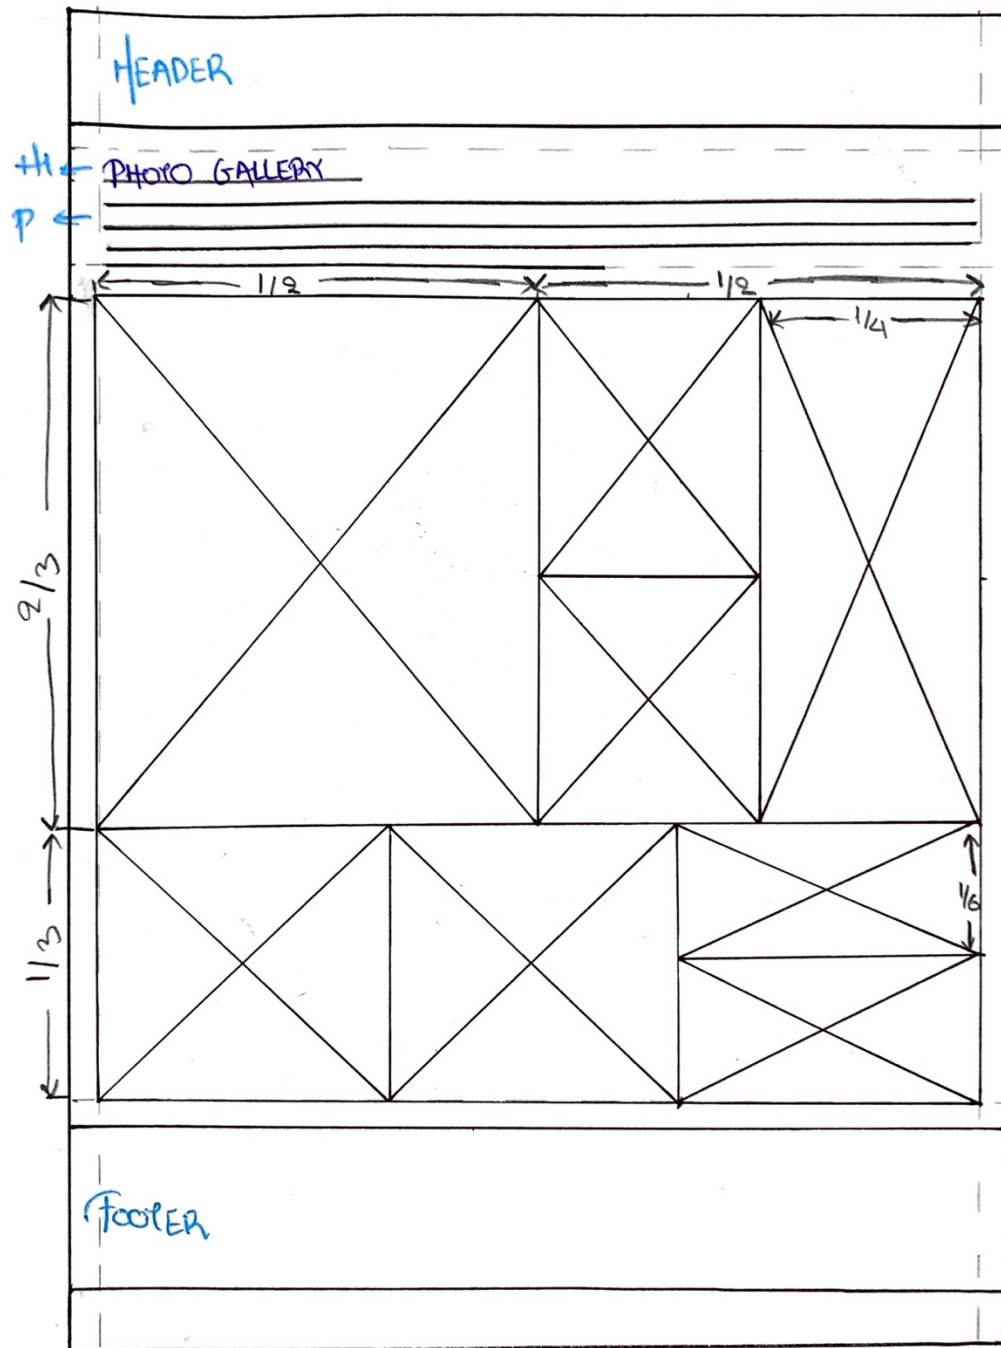 HEADER
H1
PHOTO GALLERY
P
1/2
1/2
1/4
2/3
1/6
1/3
FOOTER